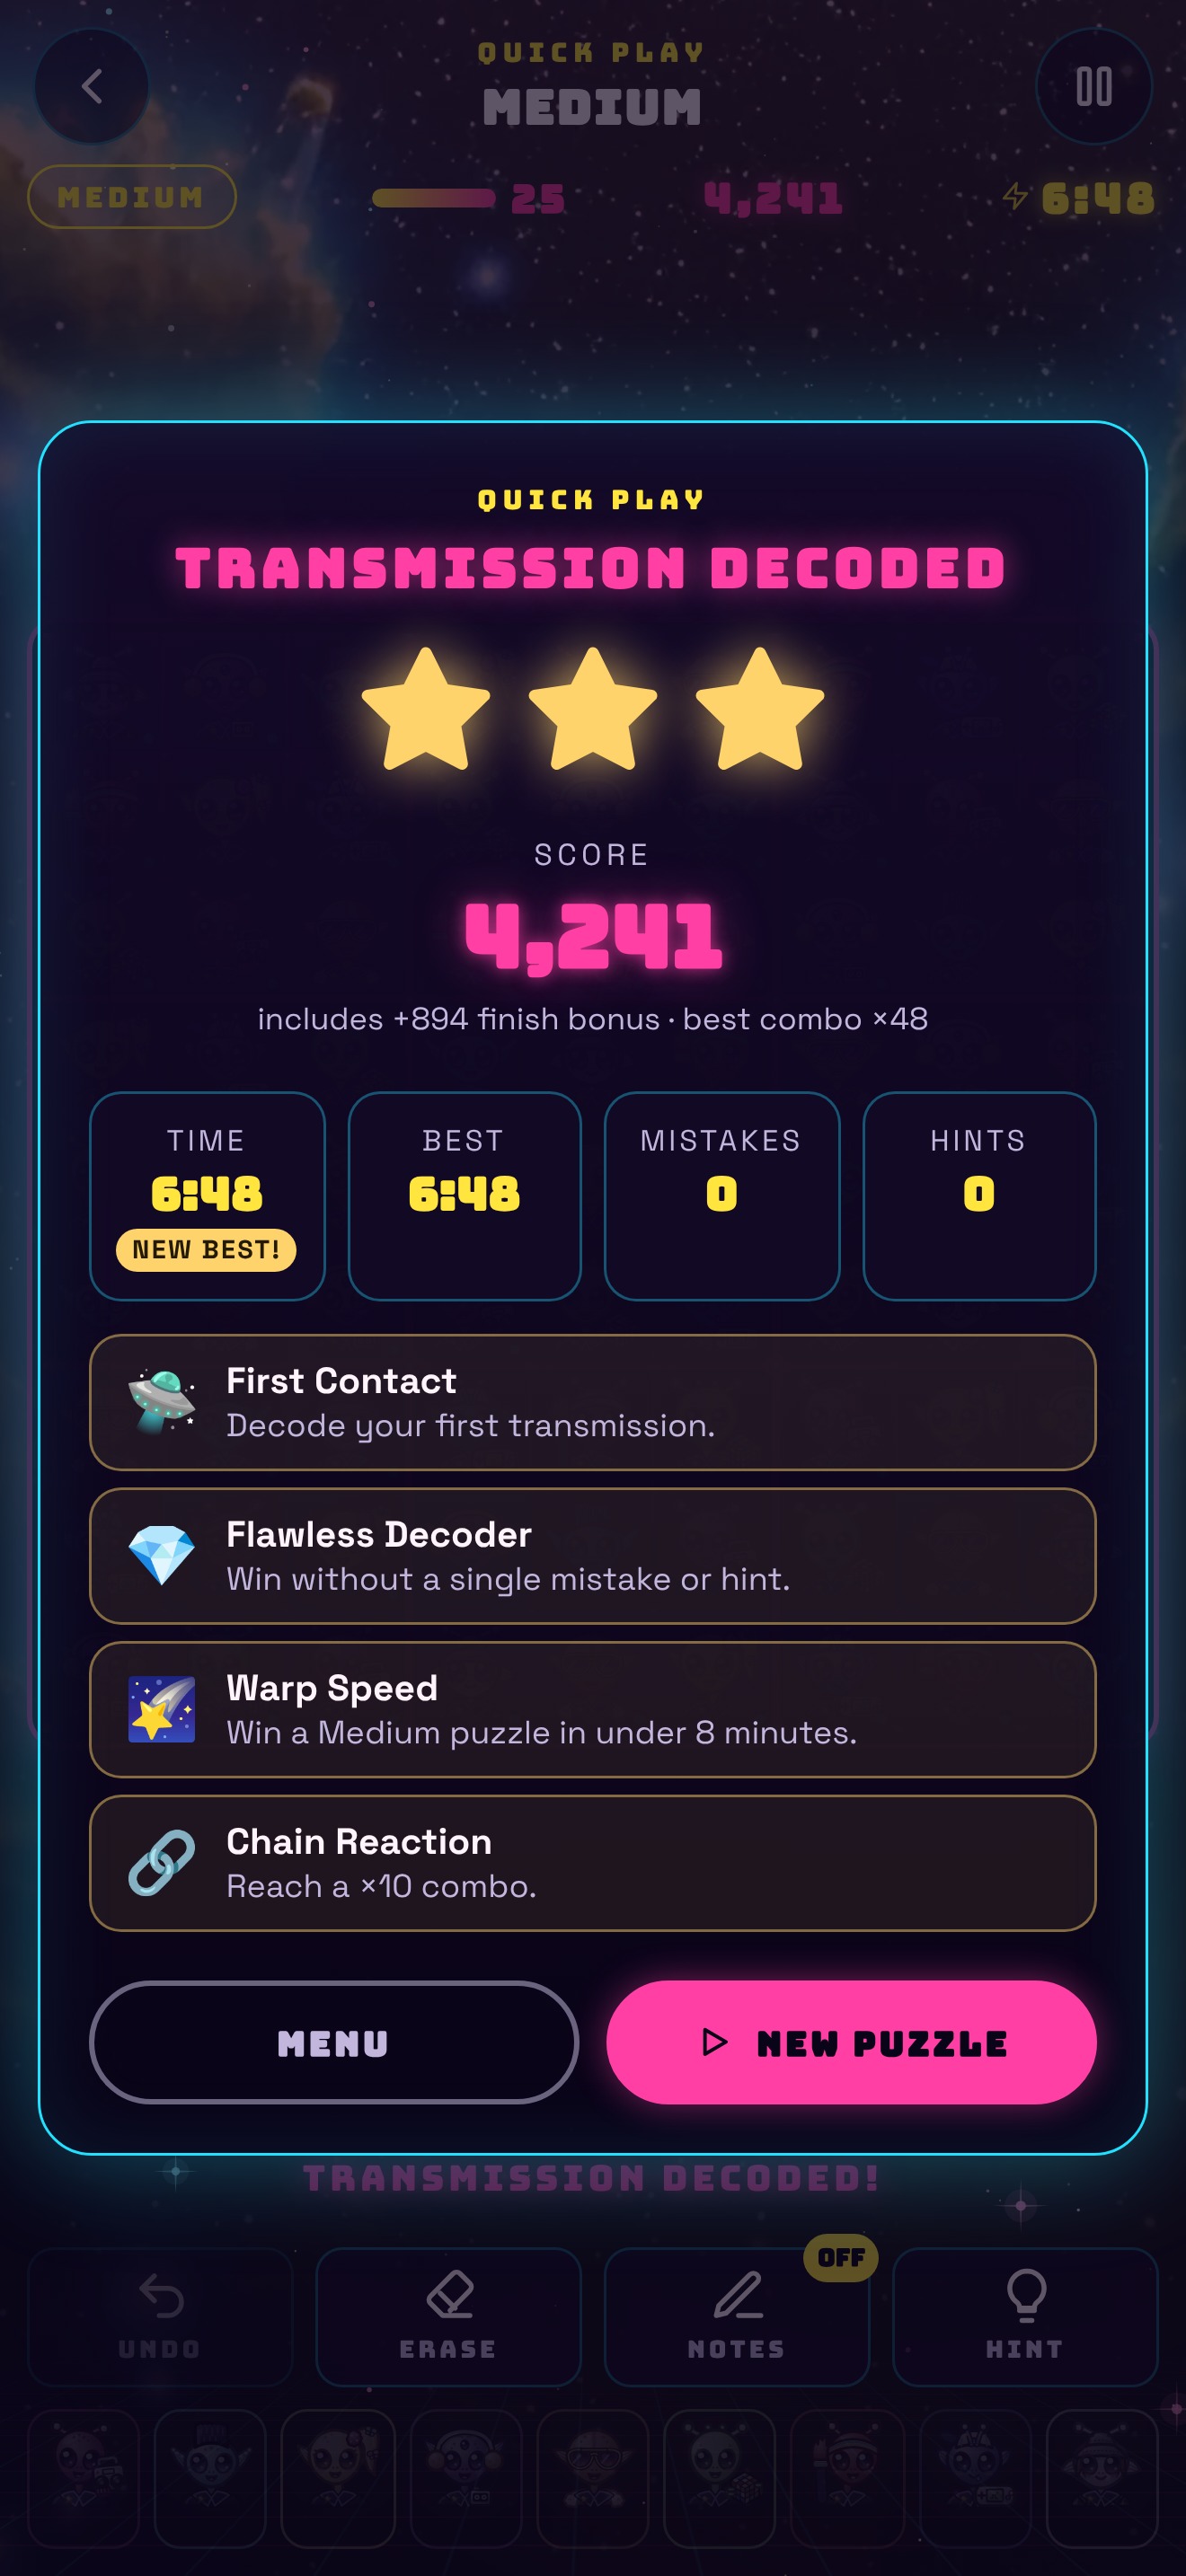 QUICK PLAY
MEDIUM
MEDIUM 25 4,241 6:48
QUICK PLAY
TRANSMISSION DECODED
SCORE
4,241
includes +894 finish bonus · best combo ×48
TIME BEST MISTAKES HINTS
6:48 6:48 0 0
NEW BEST!
First Contact
Decode your first transmission.
Flawless Decoder
Win without a single mistake or hint.
Warp Speed
Win a Medium puzzle in under 8 minutes.
Chain Reaction
Reach a ×10 combo.
MENU NEW PUZZLE
TRANSMISSION DECODED!
OFF
UNDO ERASE NOTES HINT